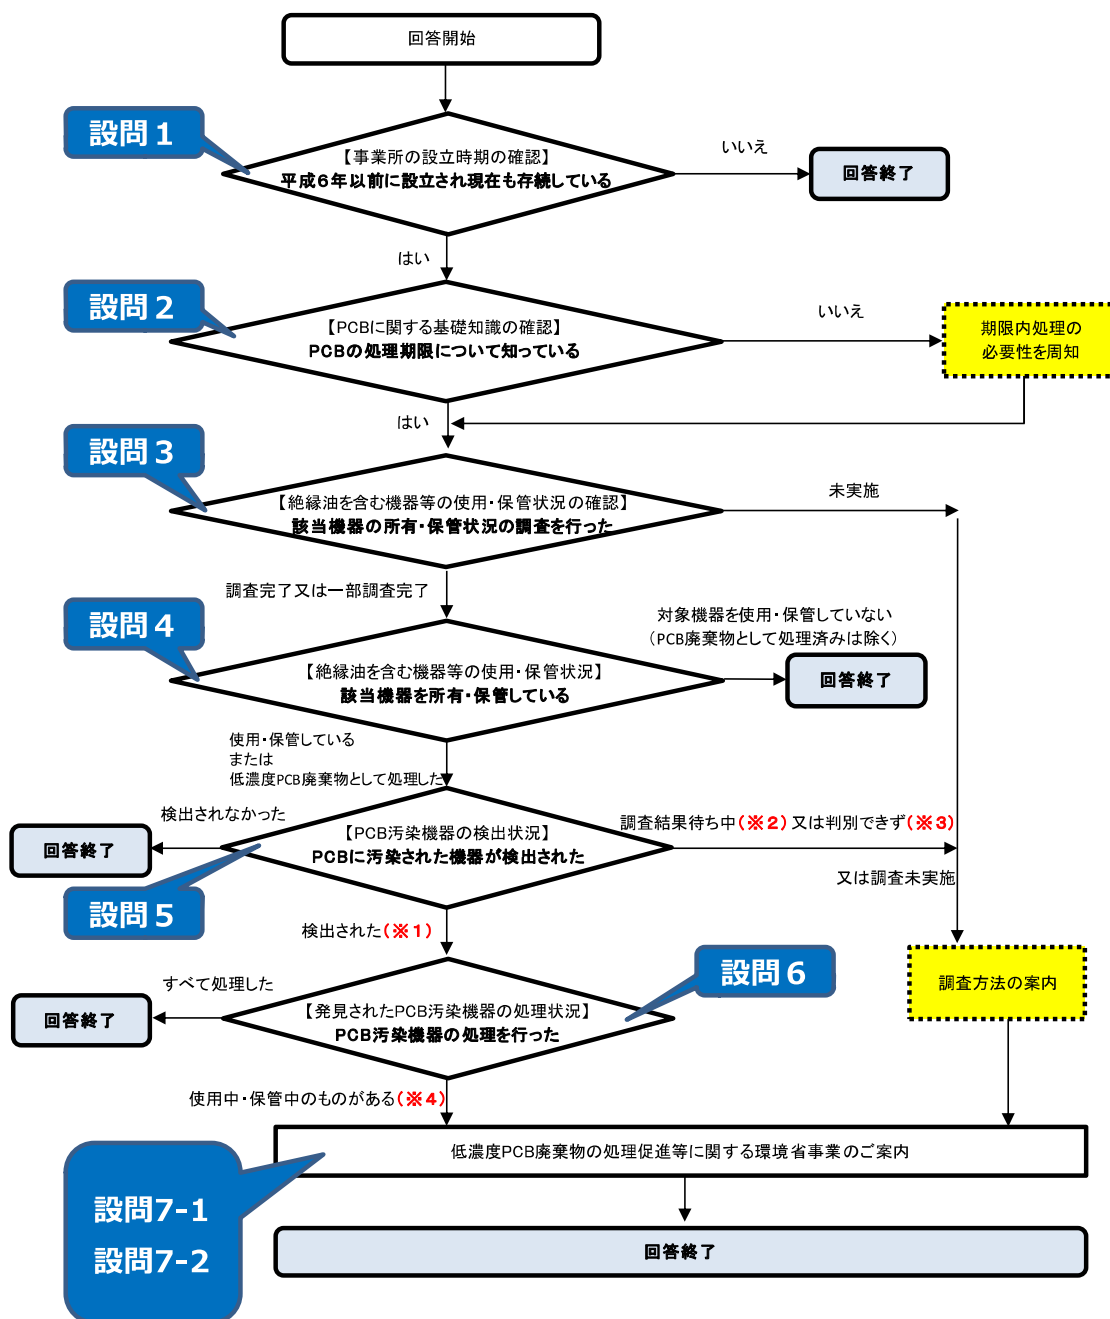 回答開始
設問１
【事業所の設立時期の確認】
平成６年以前に設立され現在も存続している
いいえ
回答終了
はい
設問２
【PCBに関する基礎知識の確認】
PCBの処理期限について知っている
いいえ
期限内処理の
必要性を周知
はい
設問３
【絶縁油を含む機器等の使用・保管状況の確認】
該当機器の所有・保管状況の調査を行った
未実施
調査完了又は一部調査完了
設問４
【絶縁油を含む機器等の使用・保管状況】
該当機器を所有・保管している
対象機器を使用・保管していない
（PCB廃棄物として処理済みは除く）
回答終了
使用・保管している
または
低濃度PCB廃棄物として処理した
検出されなかった
回答終了
【PCB汚染機器の検出状況】
PCBに汚染された機器が検出された
調査結果待ち中（※２）又は判別できず（※３）
又は調査未実施
設問５
検出された（※１）
設問６
すべて処理した
回答終了
【発見されたPCB汚染機器の処理状況】
PCB汚染機器の処理を行った
調査方法の案内
使用中・保管中のものがある（※４）
低濃度PCB廃棄物の処理促進等に関する環境省事業のご案内
設問7-1
設問7-2
回答終了